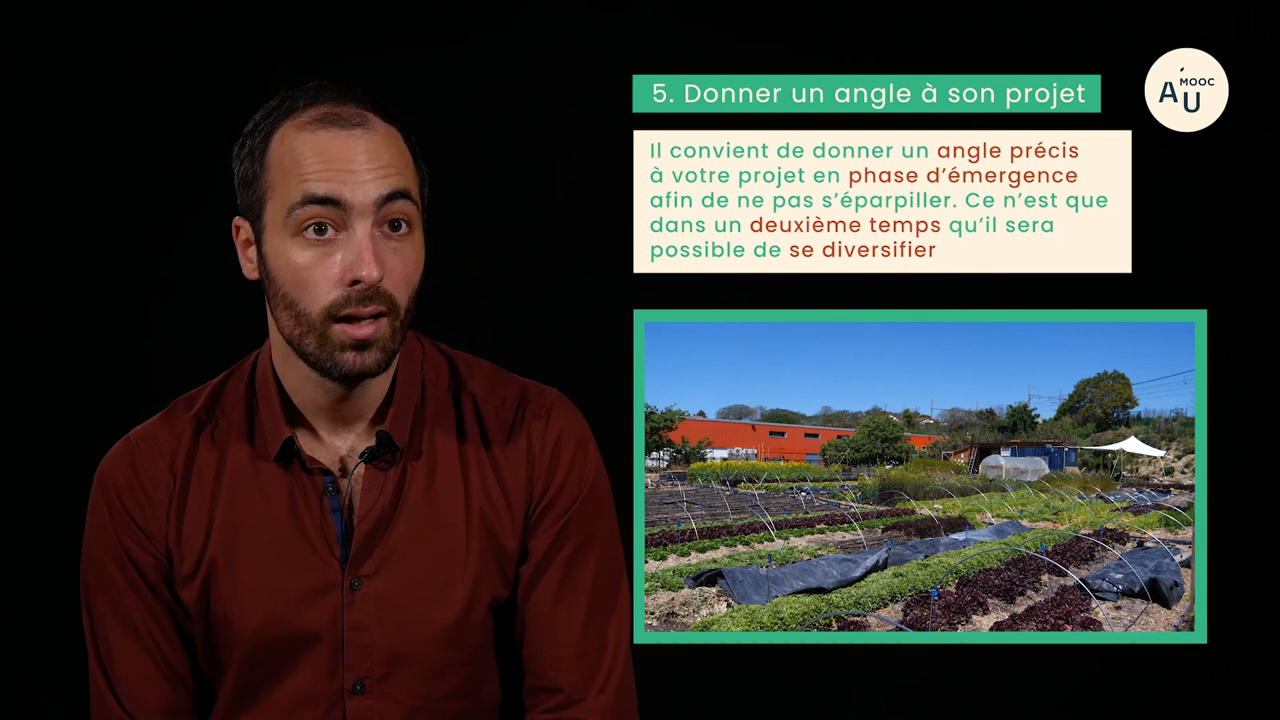 5. Donner un angle à son projet
Il convient de donner un angle précis
à votre projet en phase d’émergence
afin de ne pas s’éparpiller. Ce n’est que
dans un deuxième temps qu’il sera
possible de se diversifier
MOOC
AU